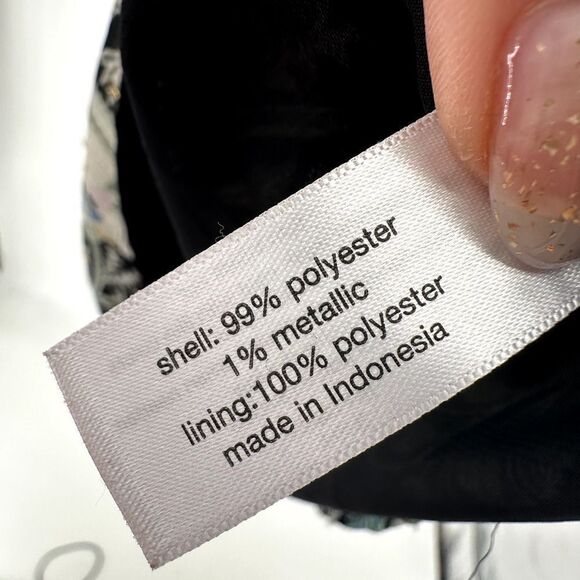 shell: 99% polyester
1% metallic
lining:100% polyester
made in Indonesia